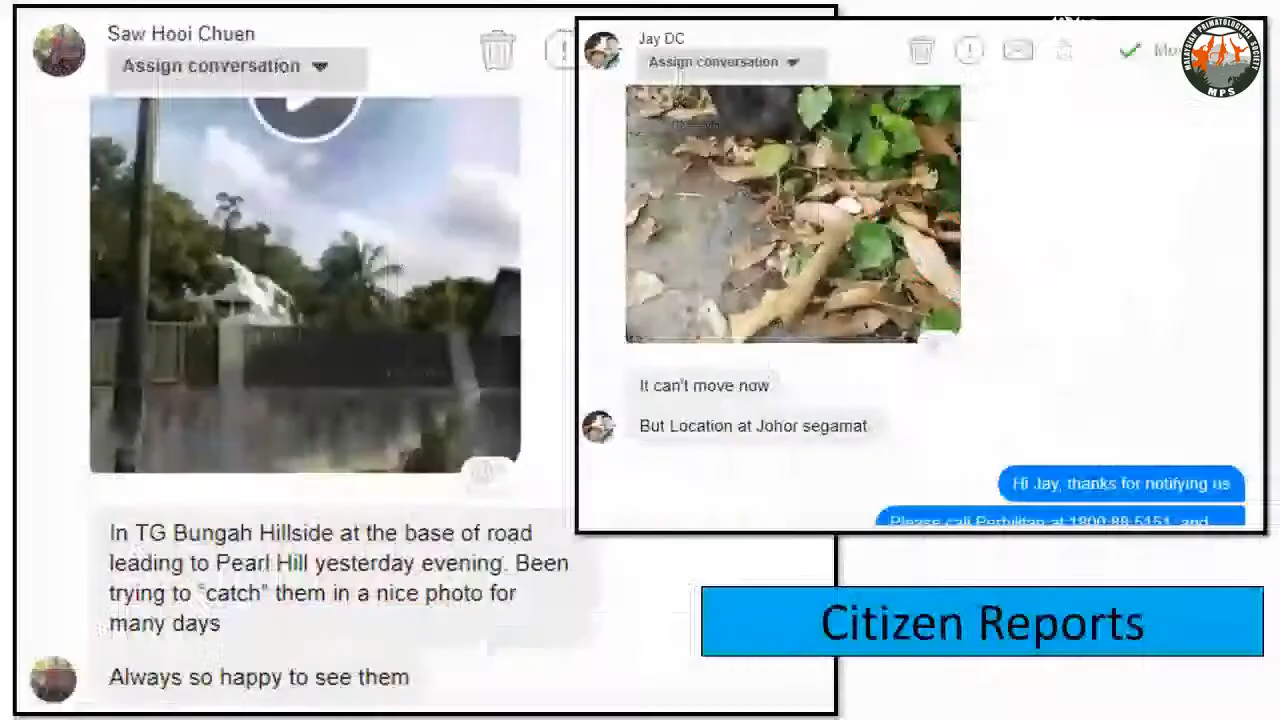 Saw Hooi Chuen
Assign conversation
In TG Bungah Hillside at the base of road
leading to Pearl Hill yesterday evening. Been
trying to "catch" them in a nice photo for
many days
Always so happy to see them
Jay DC
Assign conversation
It can't move now
But Location at Johor segamat
Hi Jay, thanks for notifying us
Please call Perhilitan at 1800 88 5151, and
MALAYSIAN PRIMATOLOGICAL SOCIETY
MPS
Citizen Reports